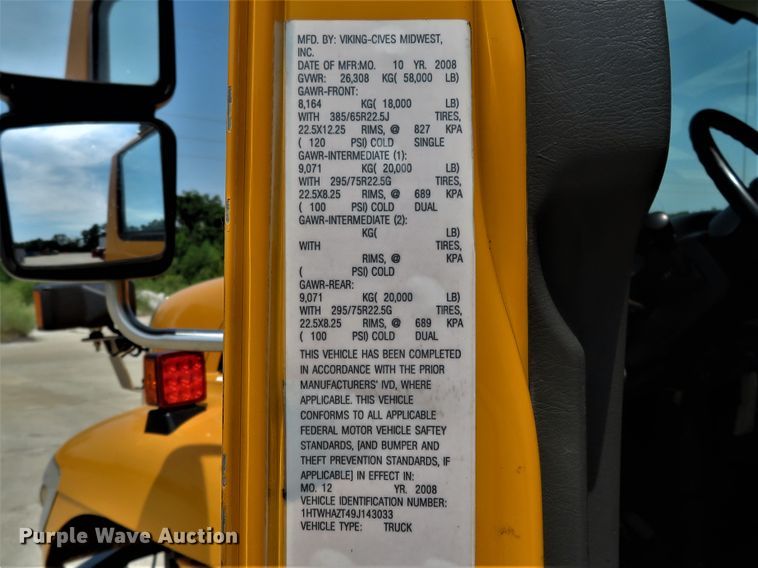 MFD. BY: VIKING-CIVES MIDWEST,
INC.
DATE OF MFR:MO. 10 YR. 2008
GVWR: 26,308 KG( 58,000 LB)
GAWR-FRONT:
8,164 KG( 18,000 LB)
WITH 385/65R22.5J TIRES,
22.5X12.25 RIMS, @ 827 KPA
( 120 PSI) COLD SINGLE
GAWR-INTERMEDIATE (1):
9,071 KG( 20,000 LB)
WITH 295/75R22.5G TIRES,
22.5X8.25 RIMS, @ 689 KPA
( 100 PSI) COLD DUAL
GAWR-INTERMEDIATE (2):
KG( LB)
WITH TIRES,
RIMS, @ KPA
( PSI) COLD
GAWR-REAR:
9,071 KG( 20,000 LB)
WITH 295/75R22.5G TIRES,
22.5X8.25 RIMS, @ 689 KPA
( 100 PSI) COLD DUAL
THIS VEHICLE HAS BEEN COMPLETED
IN ACCORDANCE WITH THE PRIOR
MANUFACTURERS' IVD, WHERE
APPLICABLE. THIS VEHICLE
CONFORMS TO ALL APPLICABLE
FEDERAL MOTOR VEHICLE SAFTEY
STANDARDS, [AND BUMPER AND
THEFT PREVENTION STANDARDS, IF
APPLICABLE] IN EFFECT IN:
MO. 12 YR. 2008
VEHICLE IDENTIFICATION NUMBER:
1HTWHAZT49J143033
VEHICLE TYPE: TRUCK
Purple Wave Auction